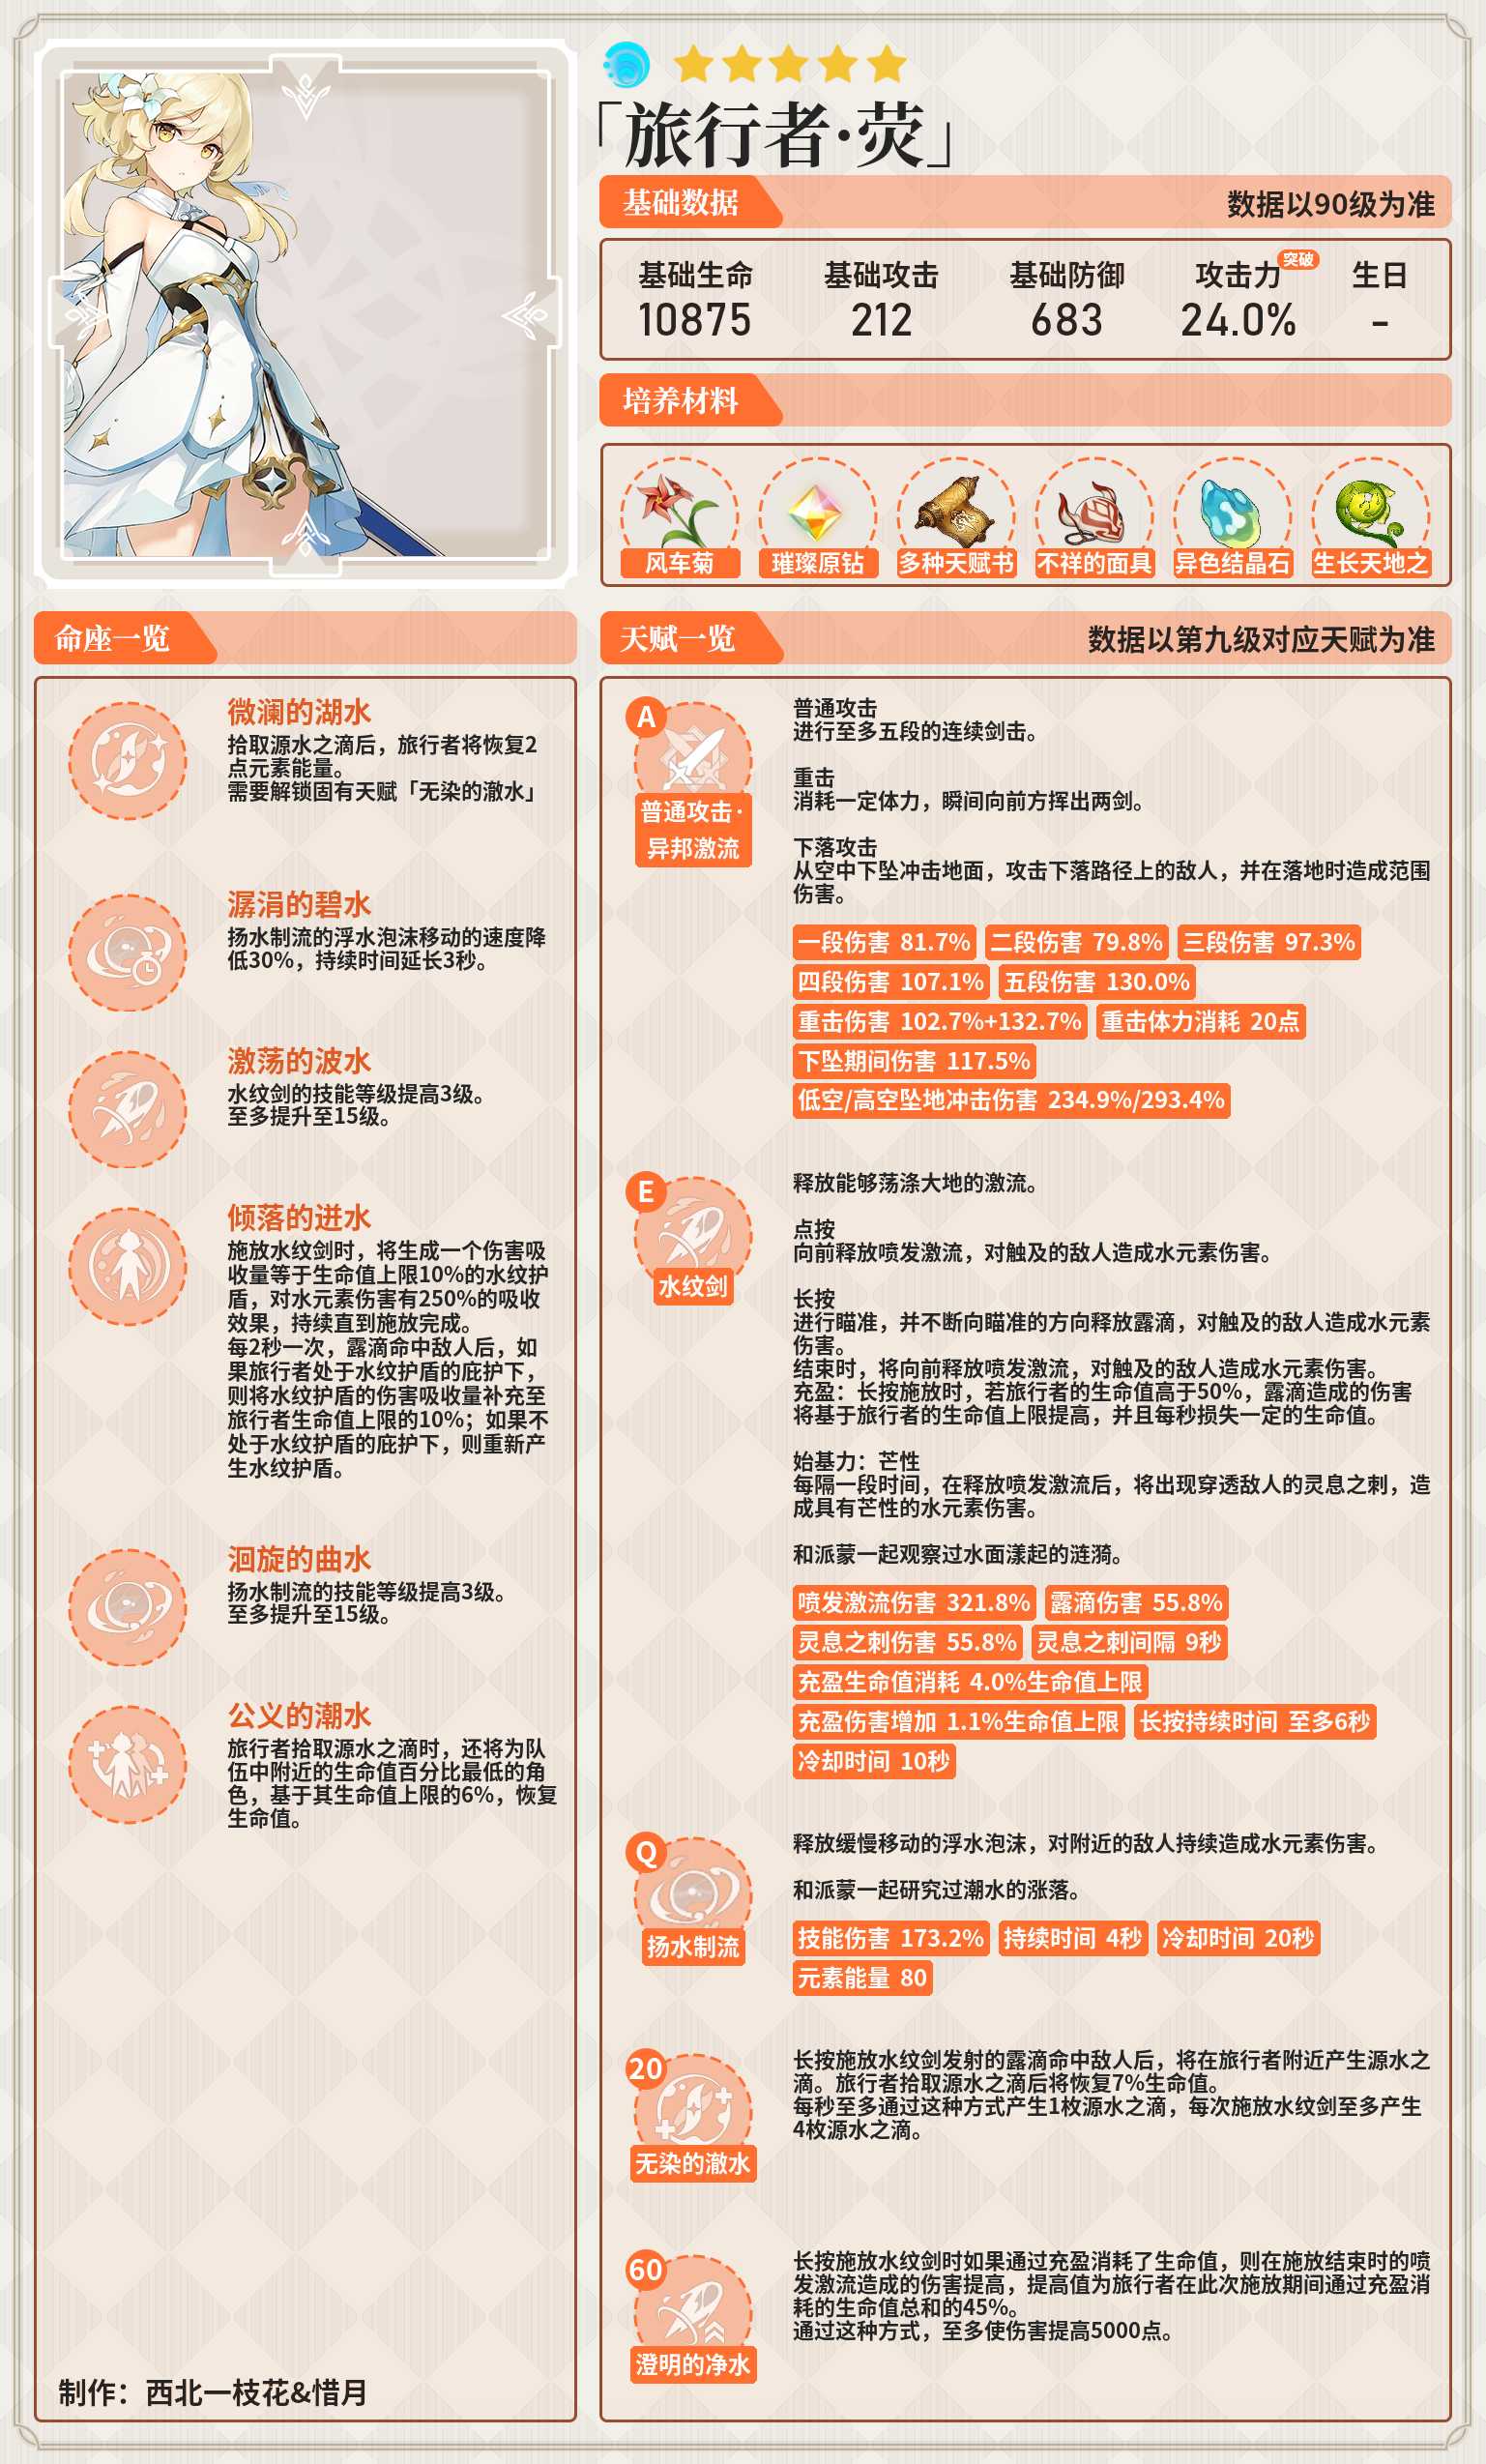 「旅行者·荧」
基础数据
数据以90级为准
基础生命
基础攻击
基础防御
攻击力
突破
生日
10875
212
683
24.0%
-
培养材料
风车菊
璀璨原钻
多种天赋书
不祥的面具
异色结晶石
生长天地之
命座一览
微澜的湖水
拾取源水之滴后，旅行者将恢复2
点元素能量。
需要解锁固有天赋「无染的澈水」
潺涓的碧水
扬水制流的浮水泡沫移动的速度降
低30%，持续时间延长3秒。
激荡的波水
水纹剑的技能等级提高3级。
至多提升至15级。
倾落的迸水
施放水纹剑时，将生成一个伤害吸
收量等于生命值上限10%的水纹护
盾，对水元素伤害有250%的吸收
效果，持续直到施放完成。
每2秒一次，露滴命中敌人后，如
果旅行者处于水纹护盾的庇护下，
则将水纹护盾的伤害吸收量补充至
旅行者生命值上限的10%；如果不
处于水纹护盾的庇护下，则重新产
生水纹护盾。
洄旋的曲水
扬水制流的技能等级提高3级。
至多提升至15级。
公义的潮水
旅行者拾取源水之滴时，还将为队
伍中附近的生命值百分比最低的角
色，基于其生命值上限的6%，恢复
生命值。
制作：西北一枝花&惜月
天赋一览
数据以第九级对应天赋为准
A
普通攻击·
异邦激流
普通攻击
进行至多五段的连续剑击。
重击
消耗一定体力，瞬间向前方挥出两剑。
下落攻击
从空中下坠冲击地面，攻击下落路径上的敌人，并在落地时造成范围
伤害。
一段伤害 81.7% 二段伤害 79.8% 三段伤害 97.3%
四段伤害 107.1% 五段伤害 130.0%
重击伤害 102.7%+132.7% 重击体力消耗 20点
下坠期间伤害 117.5%
低空/高空坠地冲击伤害 234.9%/293.4%
E
水纹剑
释放能够荡涤大地的激流。
点按
向前释放喷发激流，对触及的敌人造成水元素伤害。
长按
进行瞄准，并不断向瞄准的方向释放露滴，对触及的敌人造成水元素
伤害。
结束时，将向前释放喷发激流，对触及的敌人造成水元素伤害。
充盈：长按施放时，若旅行者的生命值高于50%，露滴造成的伤害
将基于旅行者的生命值上限提高，并且每秒损失一定的生命值。
始基力：芒性
每隔一段时间，在释放喷发激流后，将出现穿透敌人的灵息之刺，造
成具有芒性的水元素伤害。
和派蒙一起观察过水面漾起的涟漪。
喷发激流伤害 321.8% 露滴伤害 55.8%
灵息之刺伤害 55.8% 灵息之刺间隔 9秒
充盈生命值消耗 4.0%生命值上限
充盈伤害增加 1.1%生命值上限 长按持续时间 至多6秒
冷却时间 10秒
Q
扬水制流
释放缓慢移动的浮水泡沫，对附近的敌人持续造成水元素伤害。
和派蒙一起研究过潮水的涨落。
技能伤害 173.2% 持续时间 4秒 冷却时间 20秒
元素能量 80
20
无染的澈水
长按施放水纹剑发射的露滴命中敌人后，将在旅行者附近产生源水之
滴。旅行者拾取源水之滴后将恢复7%生命值。
每秒至多通过这种方式产生1枚源水之滴，每次施放水纹剑至多产生
4枚源水之滴。
60
澄明的净水
长按施放水纹剑时如果通过充盈消耗了生命值，则在施放结束时的喷
发激流造成的伤害提高，提高值为旅行者在此次施放期间通过充盈消
耗的生命值总和的45%。
通过这种方式，至多使伤害提高5000点。